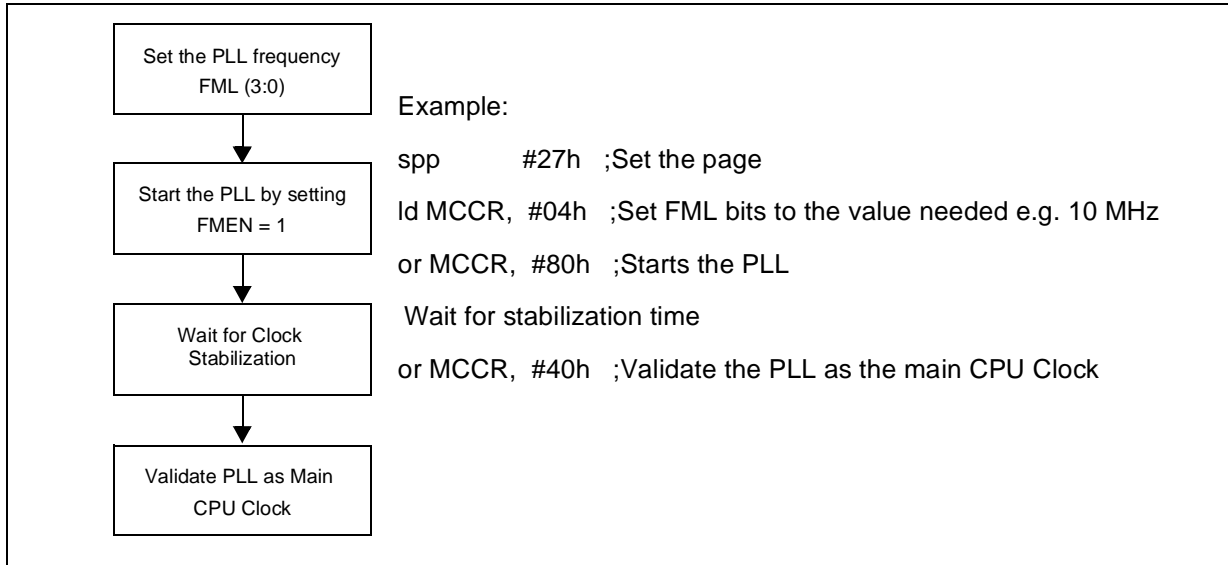 Set the PLL frequency
FML (3:0)
Start the PLL by setting
FMEN = 1
Wait for Clock
Stabilization
Validate PLL as Main
CPU Clock
Example:
spp #27h ;Set the page
ld MCCR, #04h ;Set FML bits to the value needed e.g. 10 MHz
or MCCR, #80h ;Starts the PLL
Wait for stabilization time
or MCCR, #40h ;Validate the PLL as the main CPU Clock